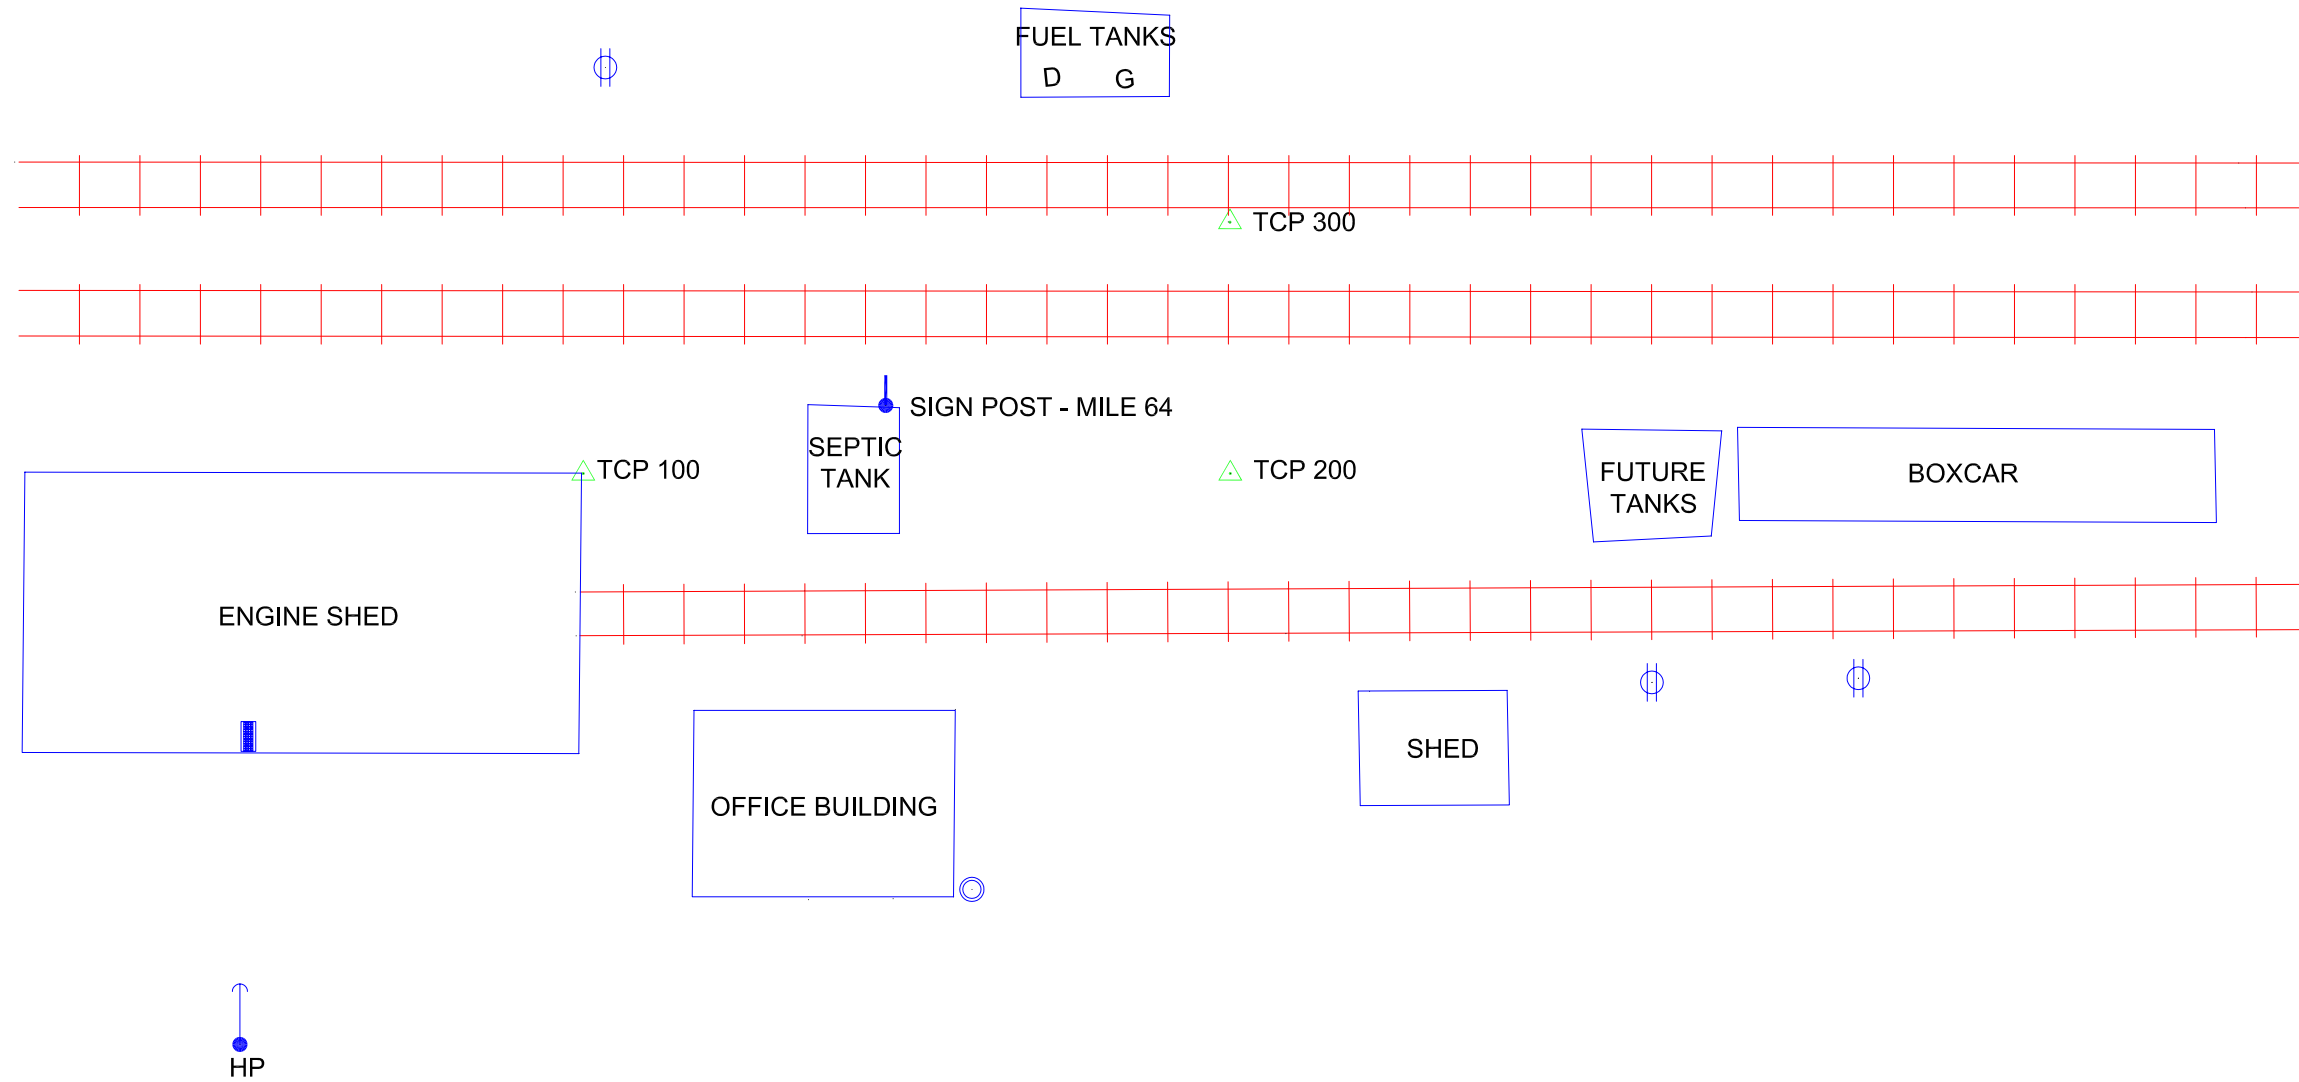 FUEL TANKS
D G
TCP 300
SIGN POST - MILE 64
SEPTIC
TANK
TCP 100
TCP 200
FUTURE
TANKS
BOXCAR
ENGINE SHED
SHED
OFFICE BUILDING
HP